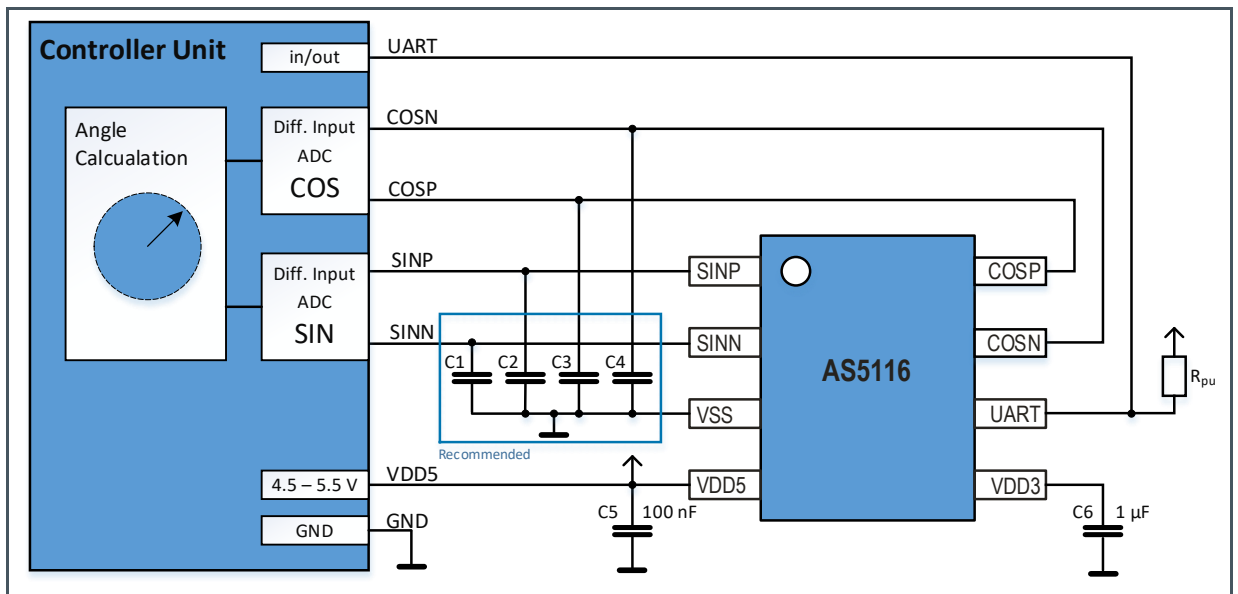 Controller Unit
in/out
UART
Angle
Calcualation
Diff. Input
ADC
COS
COSN
COSP
Diff. Input
ADC
SIN
SINP
SINN
C1
C2
C3
C4
Recommended
4.5 – 5.5 V
VDD5
GND
GND
C5
100 nF
SINP
SINN
VSS
VDD5
AS5116
COSP
COSN
UART
VDD3
Rpu
C6
1 µF